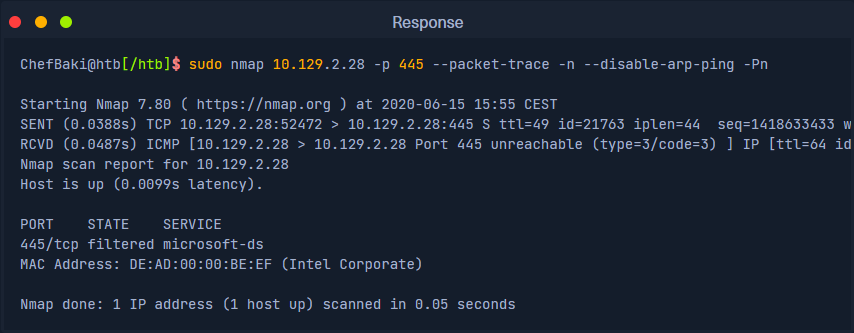 Response
ChefBaki@htb[/htb]$ sudo nmap 10.129.2.28 -p 445 --packet-trace -n --disable-arp-ping -Pn
Starting Nmap 7.80 ( https://nmap.org ) at 2020-06-15 15:55 CEST
SENT (0.0388s) TCP 10.129.2.28:52472 > 10.129.2.28:445 S ttl=49 id=21763 iplen=44  seq=1418633433 w
RCVD (0.0487s) ICMP [10.129.2.28 > 10.129.2.28 Port 445 unreachable (type=3/code=3) ] IP [ttl=64 id
Nmap scan report for 10.129.2.28
Host is up (0.0099s latency).
PORT    STATE    SERVICE
445/tcp filtered microsoft-ds
MAC Address: DE:AD:00:00:BE:EF (Intel Corporate)
Nmap done: 1 IP address (1 host up) scanned in 0.05 seconds